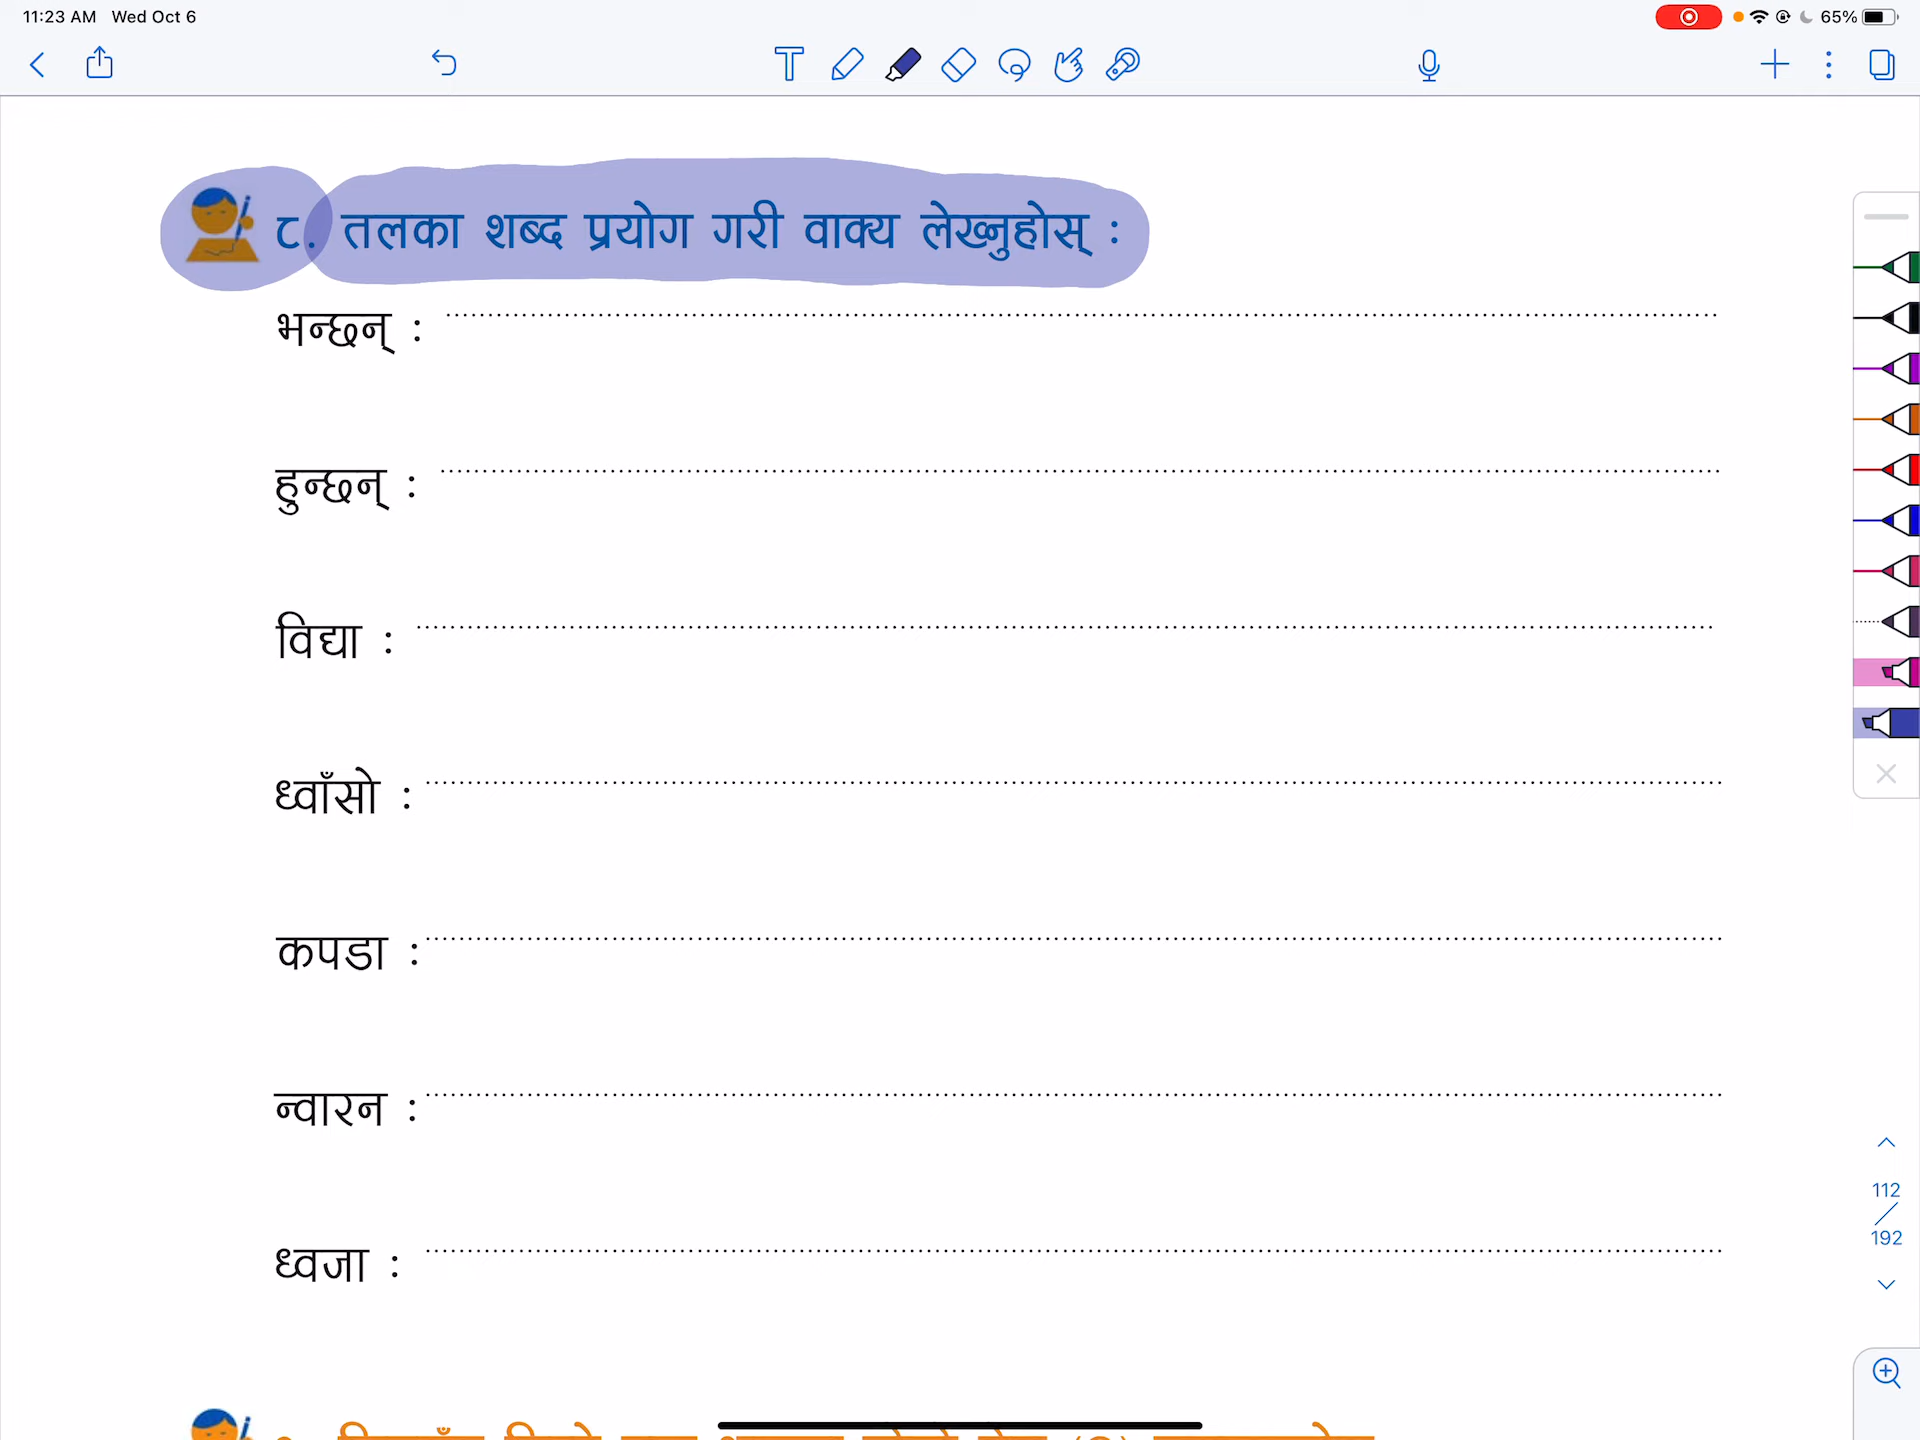 11:23 AM Wed Oct 6
65%
८. तलका शब्द प्रयोग गरी वाक्य लेख्नुहोस् :
भन्छन् :
हुन्छन् :
विद्या :
ध्वाँसो :
कपडा :
न्वारन :
ध्वजा :
112
192